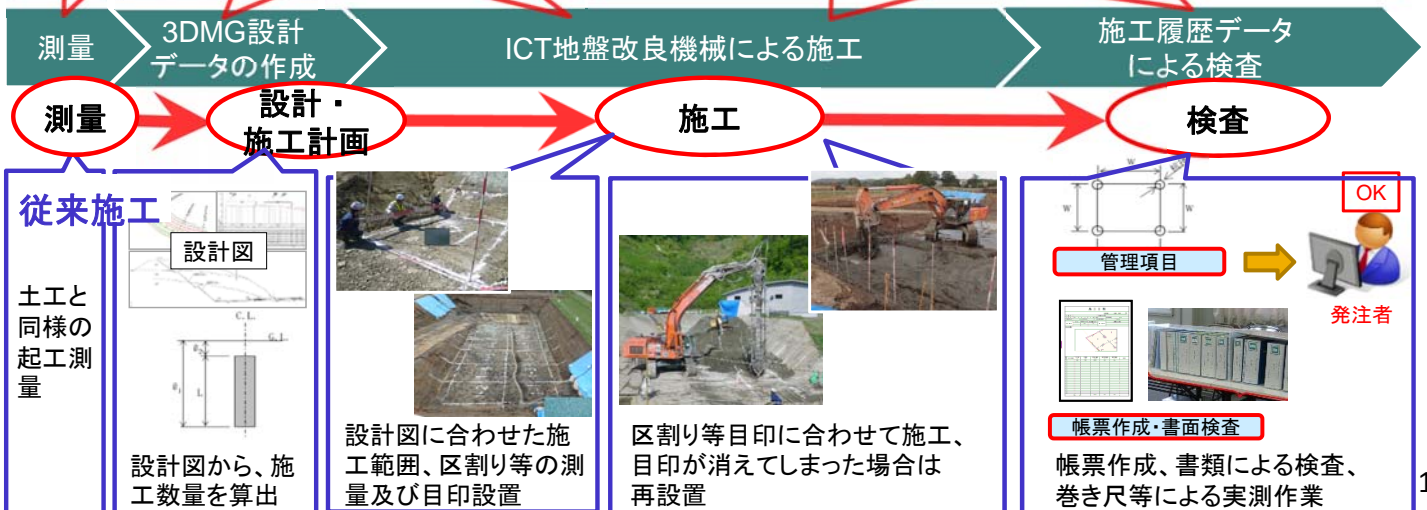 測量
3DMG設計
データの作成
ICT地盤改良機械による施工
施工履歴データ
による検査
測量
設計・
施工計画
施工
検査
従来施工
土工と
同様の
起工測
量
設計図
C.L.
G.L.
ℓ2
ℓ1
L
設計図から、施
工数量を算出
設計図に合わせた施
工範囲、区割り等の測
量及び目印設置
区割り等目印に合わせて施工、
目印が消えてしまった場合は
再設置
W
W
W
管理項目
OK
発注者
帳票作成・書面検査
帳票作成、書類による検査、
巻き尺等による実測作業
1